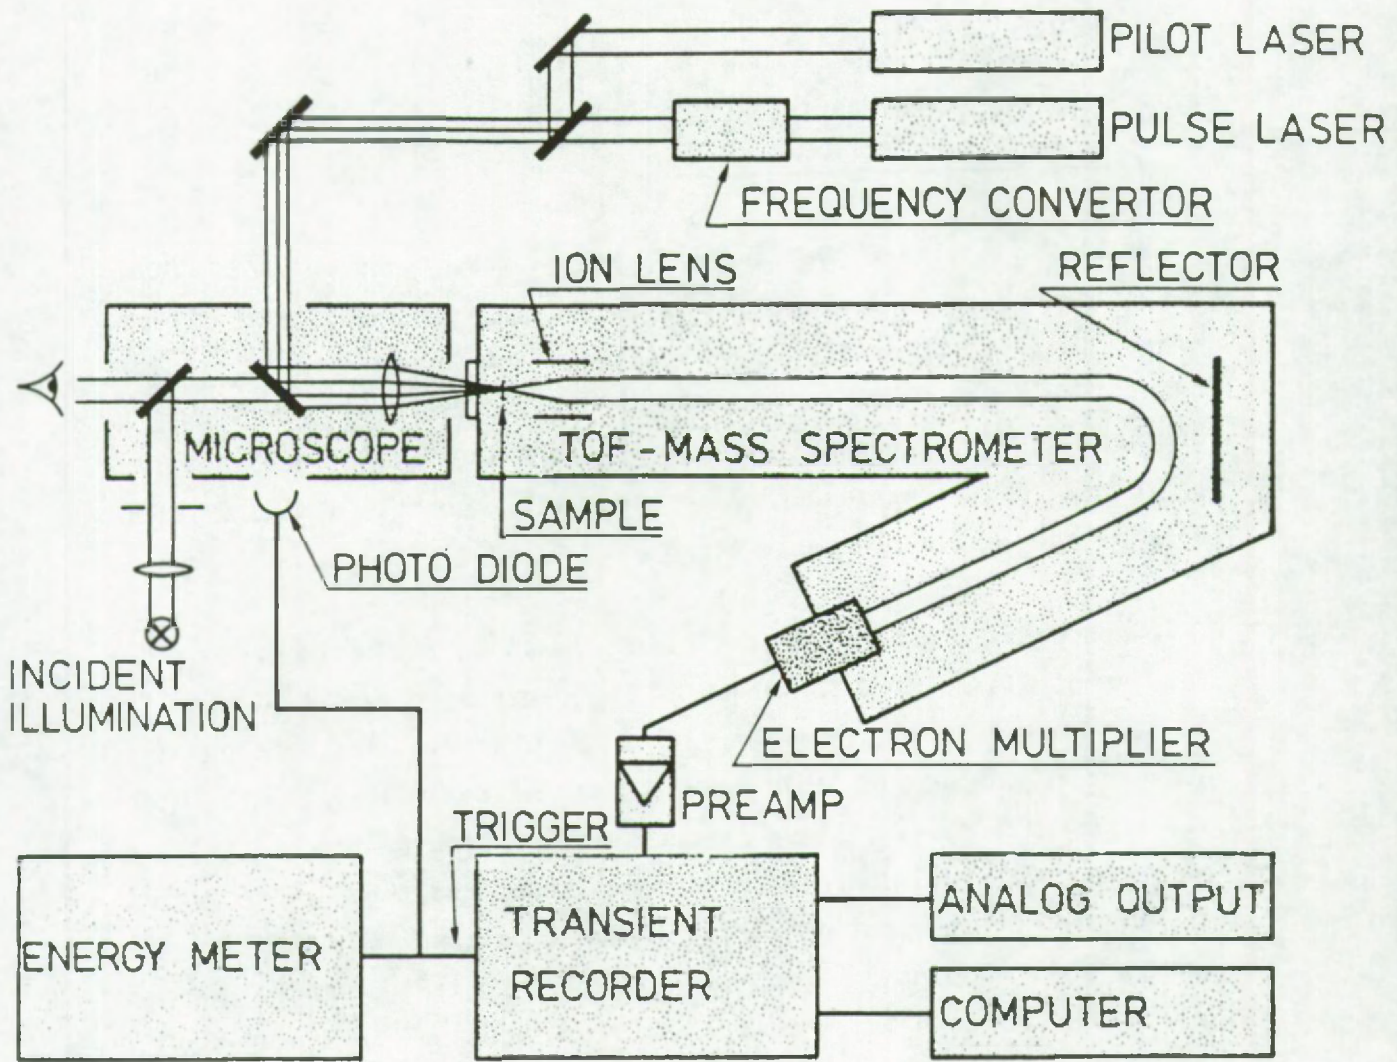 PILOT LASER
PULSE LASER
FREQUENCY CONVERTOR
ION LENS
REFLECTOR
MICROSCOPE
TOF-MASS SPECTROMETER
SAMPLE
PHOTO DIODE
INCIDENT
ILLUMINATION
ELECTRON MULTIPLIER
PREAMP
TRIGGER
ENERGY METER
TRANSIENT
RECORDER
ANALOG OUTPUT
COMPUTER